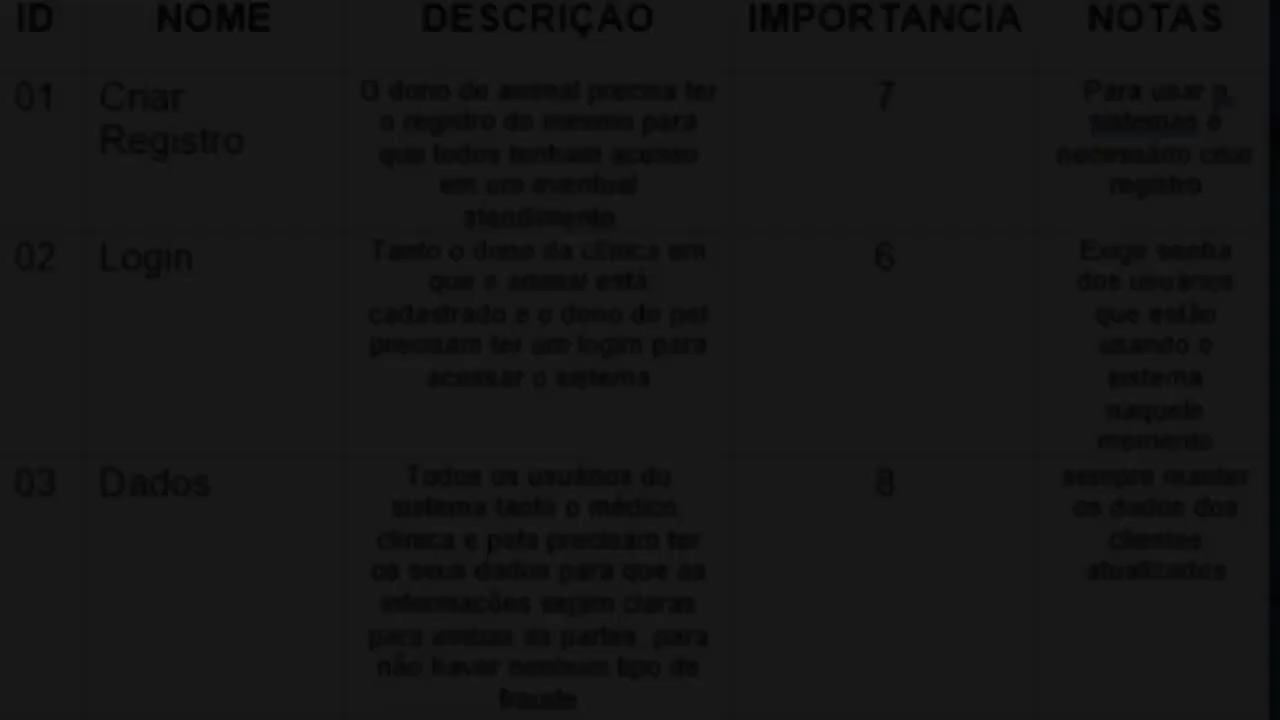 ID NOME DESCRIÇÃO IMPORTANCIA NOTAS
01 Criar Registro
O dono do animal precisa ter
o registro do mesmo para
que todos tenham acesso
em um eventual
atendimento
7
Para usar o
sistemas é
necessário criar
registro
02 Login
Tanto o dono da clinica em
que o animal está
cadastrado e o dono do pet
precisam ter um login para
acessar o sistema
6
Exigir senha
dos usuários
que estão
usando o
sistema
naquele
momento
03 Dados
Todos os usuários do
sistema tanto o médico,
clinica e pets precisam ter
os seus dados para que as
informações sejam claras
para ambas as partes, para
não haver nenhum tipo de
fraude
8
sempre manter
os dados dos
clientes
atualizados